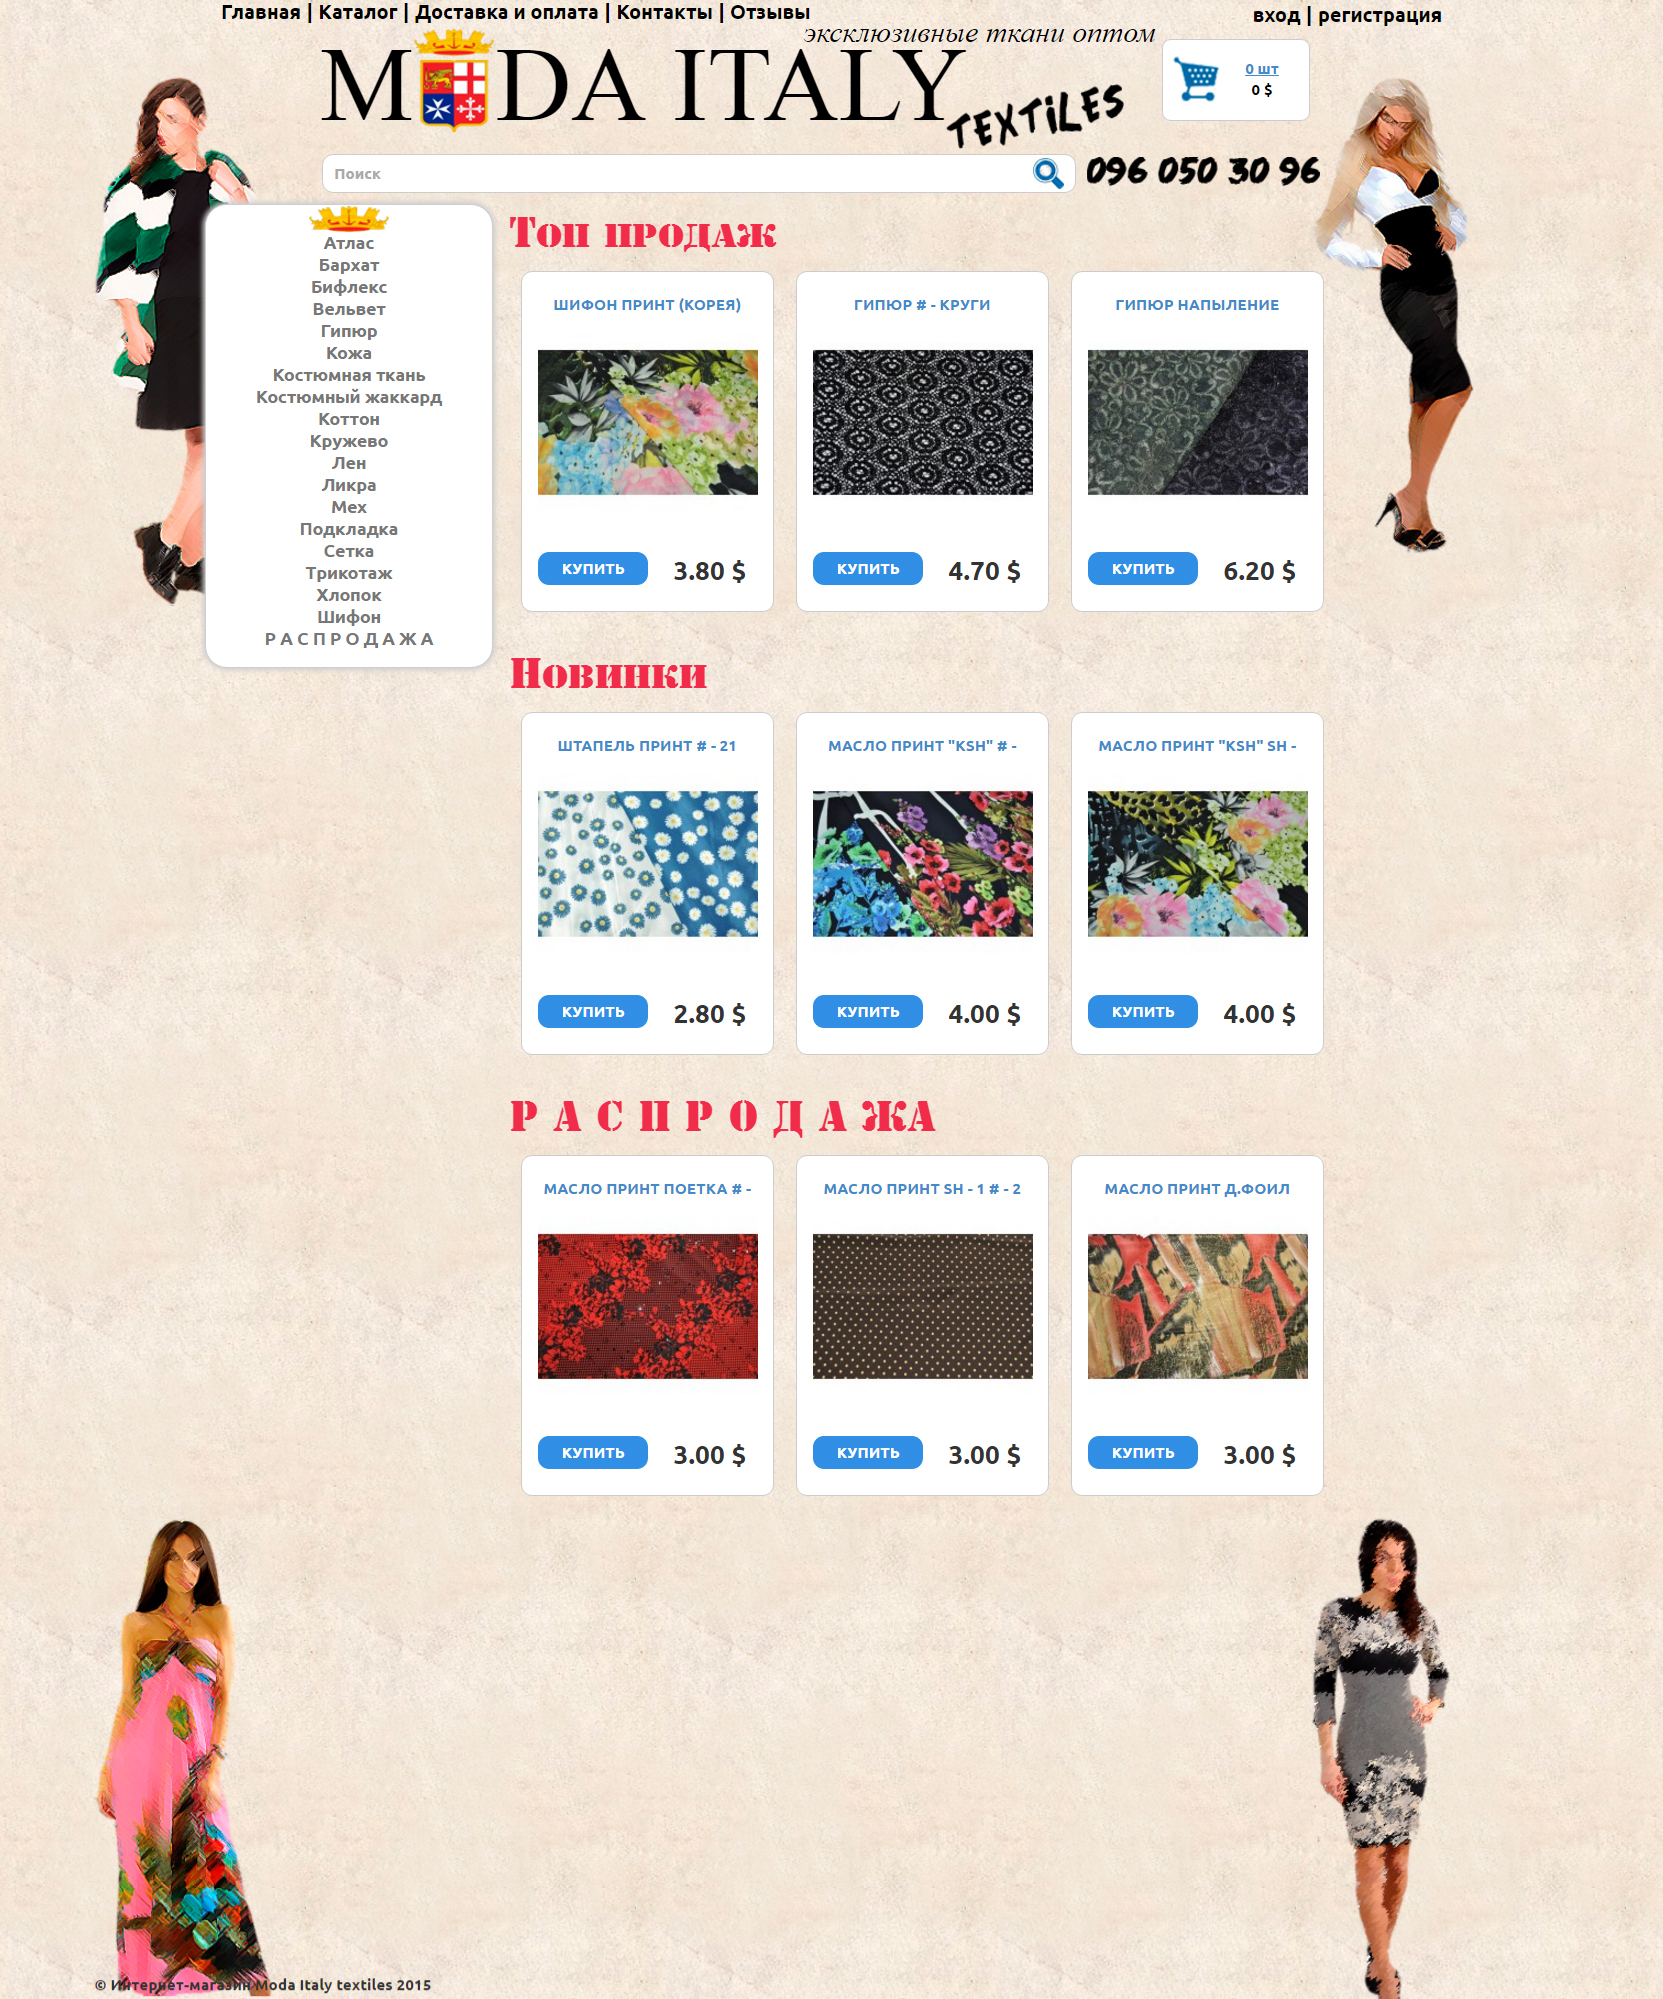 Главная | Каталог | Доставка и оплата | Контакты | Отзывы
вход | регистрация
эксклюзивные ткани оптом
MODA ITALY
TEXTILES
0 шт
0 $
Поиск
096 050 30 96
Атлас
Бархат
Бифлекс
Вельвет
Гипюр
Кожа
Костюмная ткань
Костюмный жаккард
Коттон
Кружево
Лен
Ликра
Мех
Подкладка
Сетка
Трикотаж
Хлопок
Шифон
Р А С П Р О Д А Ж А
Топ продаж
ШИФОН ПРИНТ (КОРЕЯ)
ГИПЮР # - КРУГИ
ГИПЮР НАПЫЛЕНИЕ
КУПИТЬ 3.80 $
КУПИТЬ 4.70 $
КУПИТЬ 6.20 $
Новинки
ШТАПЕЛЬ ПРИНТ # - 21
МАСЛО ПРИНТ "KSH" # -
МАСЛО ПРИНТ "KSH" SH -
КУПИТЬ 2.80 $
КУПИТЬ 4.00 $
КУПИТЬ 4.00 $
Р А С П Р О Д А ЖА
МАСЛО ПРИНТ ПОЕТКА # -
МАСЛО ПРИНТ SH - 1 # - 2
МАСЛО ПРИНТ Д.ФОИЛ
КУПИТЬ 3.00 $
КУПИТЬ 3.00 $
КУПИТЬ 3.00 $
© Интернет-магазин Moda Italy textiles 2015